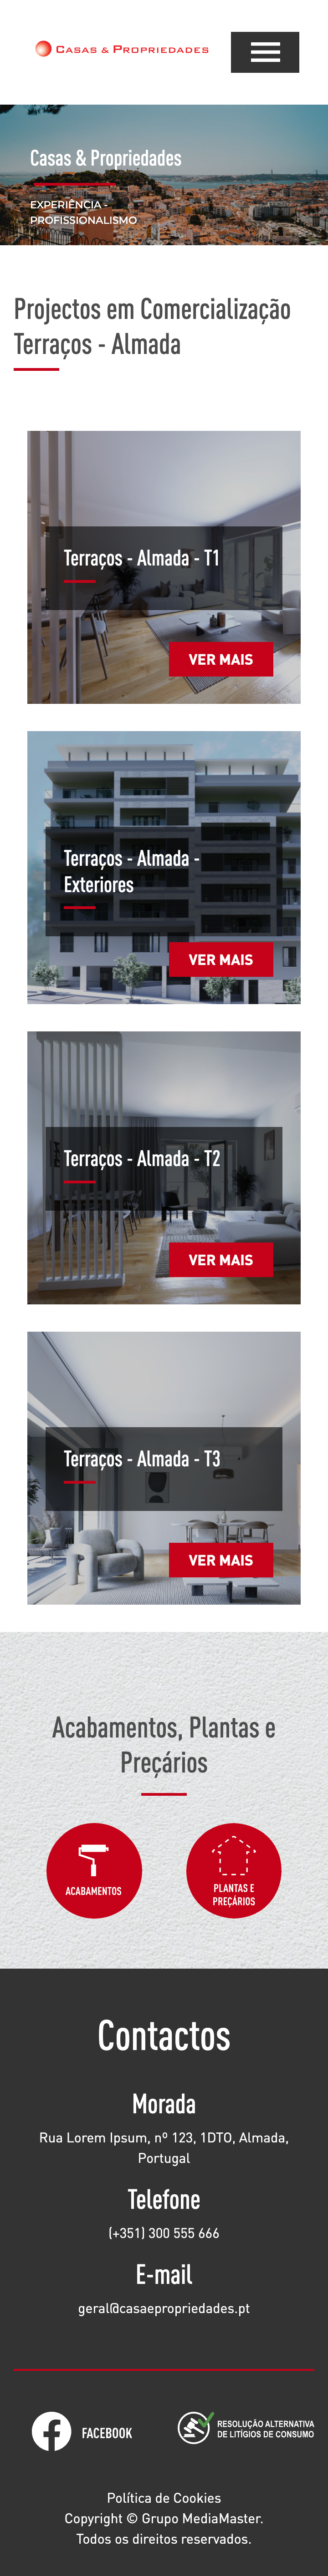 CASAS & PROPRIEDADES
Casas & Propriedades
EXPERIÊNCIA -
PROFISSIONALISMO
Projectos em Comercialização
Terraços - Almada
Terraços - Almada - T1
VER MAIS
Terraços - Almada -
Exteriores
VER MAIS
Terraços - Almada - T2
VER MAIS
Terraços - Almada - T3
VER MAIS
Acabamentos, Plantas e
Preçários
ACABAMENTOS
PLANTAS E
PREÇÁRIOS
Contactos
Morada
Rua Lorem Ipsum, nº 123, 1DTO, Almada,
Portugal
Telefone
(+351) 300 555 666
E-mail
geral@casaepropriedades.pt
FACEBOOK
RESOLUÇÃO ALTERNATIVA
DE LITÍGIOS DE CONSUMO
Política de Cookies
Copyright © Grupo MediaMaster.
Todos os direitos reservados.